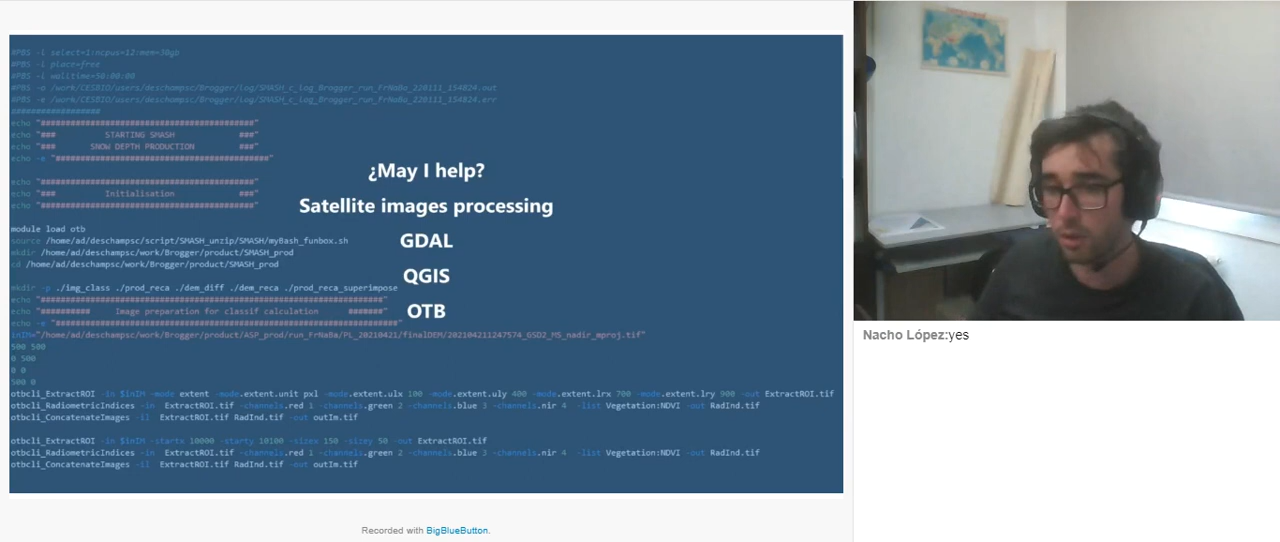 #PBS -l select=1:ncpus=12:mem=30gb
#PBS -l place=free
#PBS -l walltime=50:00:00
#PBS -o /work/CESBIO/users/deschampsc/Brogger/log/SMASH_c_log_Brogger_run_FrNaBo_220111_154824.out
#PBS -e /work/CESBIO/users/deschampsc/Brogger/log/SMASH_c_log_Brogger_run_FrNaBo_220111_154824.err
##################
echo "###########################################"
echo "### STARTING SMASH ###"
echo "### SNOW DEPTH PRODUCTION ###"
echo -e "###########################################"
echo "###########################################"
echo "### Initialisation ###"
echo "###########################################"
¿May I help?
Satellite images processing
GDAL
QGIS
OTB
module load otb
source /home/ad/deschampsc/script/SMASH_unzip/SMASH/myBash_funbox.sh
mkdir /home/ad/deschampsc/work/Brogger/product/SMASH_prod
cd /home/ad/deschampsc/work/Brogger/product/SMASH_prod
mkdir -p ./img_class ./prod_reca ./dem_diff ./dem_reca ./prod_reca_superimpose
echo "####################################################################"
echo "########## Image preparation for classif calculation #######"
echo -e "####################################################################"
inIM="/home/ad/deschampsc/work/Brogger/product/ASP_prod/run_FrNaBa/PL_20210421/finalDEM/202104211247574_GSD2_MS_nadir_mproj.tif"
500 500
0 500
0 0
500 0
otbcli_ExtractROI -in $inIM -mode extent -mode.extent.unit pxl -mode.extent.ulx 100 -mode.extent.uly 400 -mode.extent.lrx 700 -mode.extent.lry 900 -out ExtractROI.tif
otbcli_RadiometricIndices -in ExtractROI.tif -channels.red 1 -channels.green 2 -channels.blue 3 -channels.nir 4 -list Vegetation:NDVI -out RadInd.tif
otbcli_ConcatenateImages -il ExtractROI.tif RadInd.tif -out outIm.tif
otbcli_ExtractROI -in $inIM -startx 10000 -starty 10100 -sizex 150 -sizey 50 -out ExtractROI.tif
otbcli_RadiometricIndices -in ExtractROI.tif -channels.red 1 -channels.green 2 -channels.blue 3 -channels.nir 4 -list Vegetation:NDVI -out RadInd.tif
otbcli_ConcatenateImages -il ExtractROI.tif RadInd.tif -out outIm.tif
Nacho López:yes
Recorded with BigBlueButton.